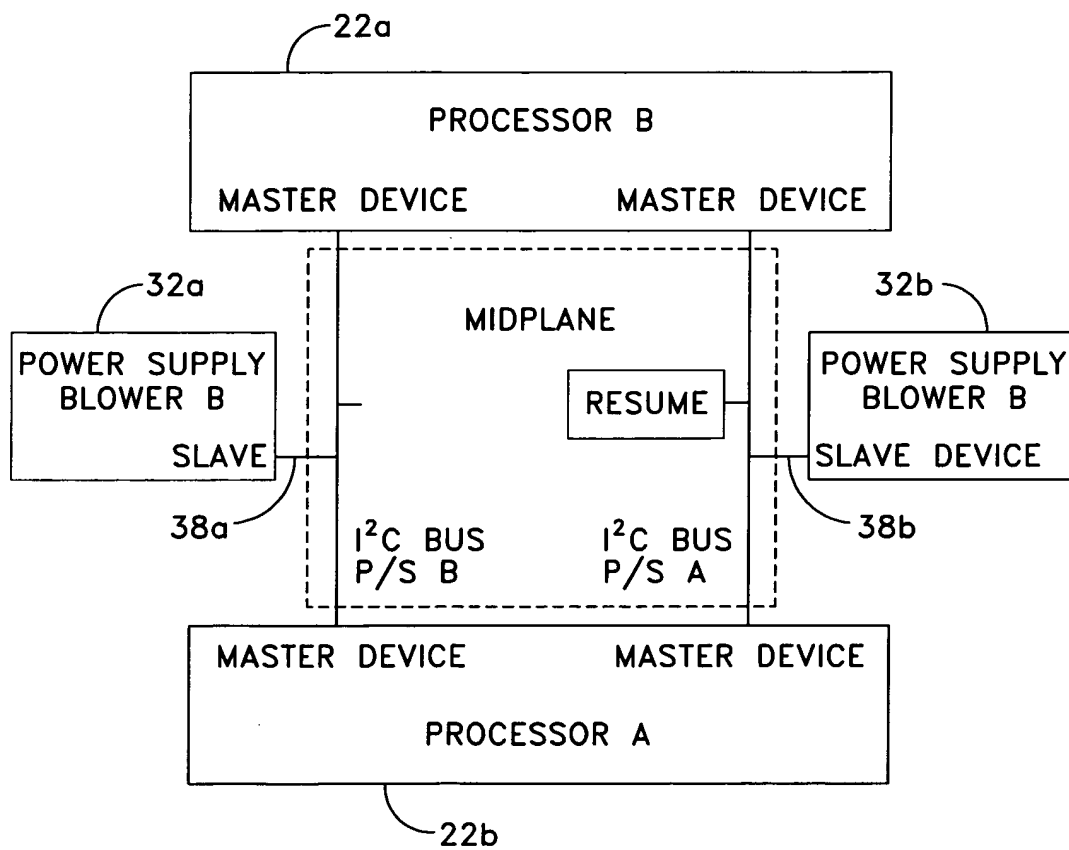 22a
PROCESSOR B
MASTER DEVICE
MASTER DEVICE
32a
32b
MIDPLANE
POWER SUPPLY
BLOWER B
SLAVE
RESUME
POWER SUPPLY
BLOWER B
SLAVE DEVICE
38a
38b
I²C BUS
P/S B
I²C BUS
P/S A
MASTER DEVICE
MASTER DEVICE
PROCESSOR A
22b